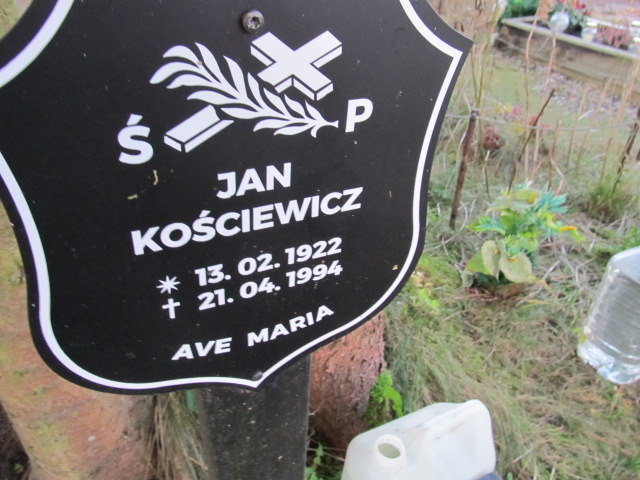 Ś P
JAN
KOŚCIEWICZ
13. 02. 1922
21. 04. 1994
AVE MARIA